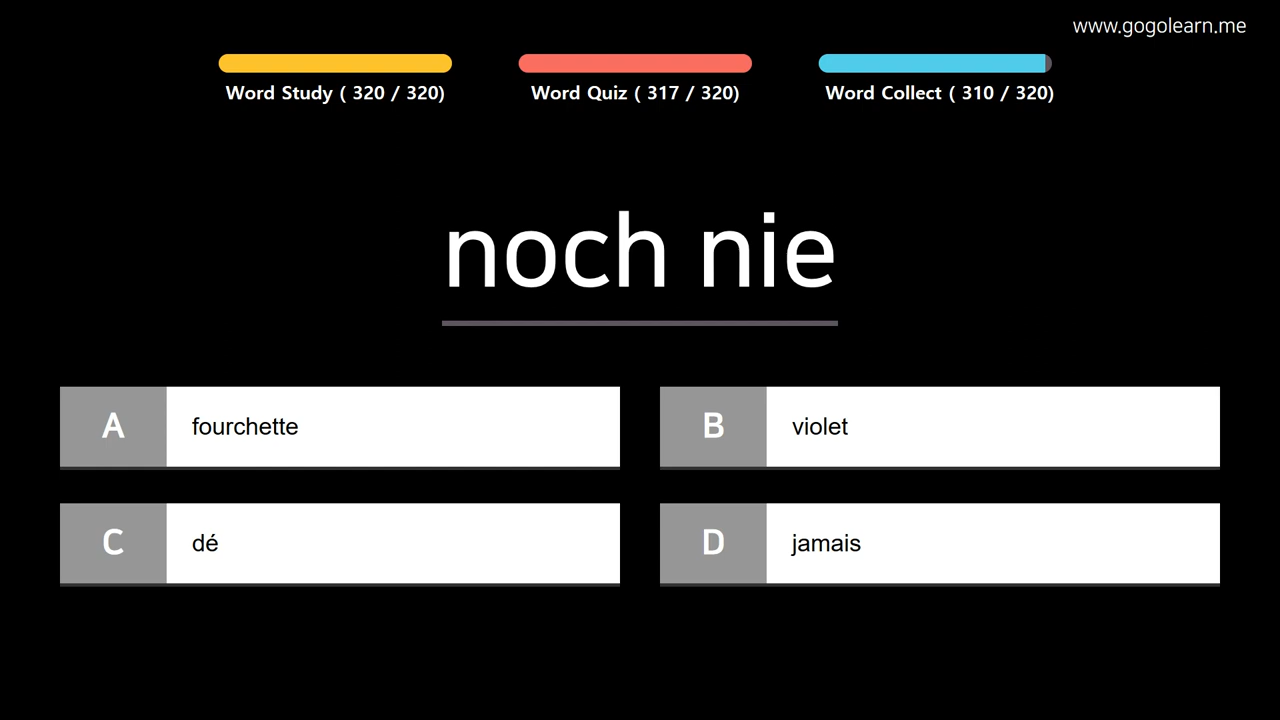 www.gogolearn.me
Word Study ( 320 / 320)
Word Quiz ( 317 / 320)
Word Collect ( 310 / 320)
noch nie
A fourchette
B violet
C dé
D jamais